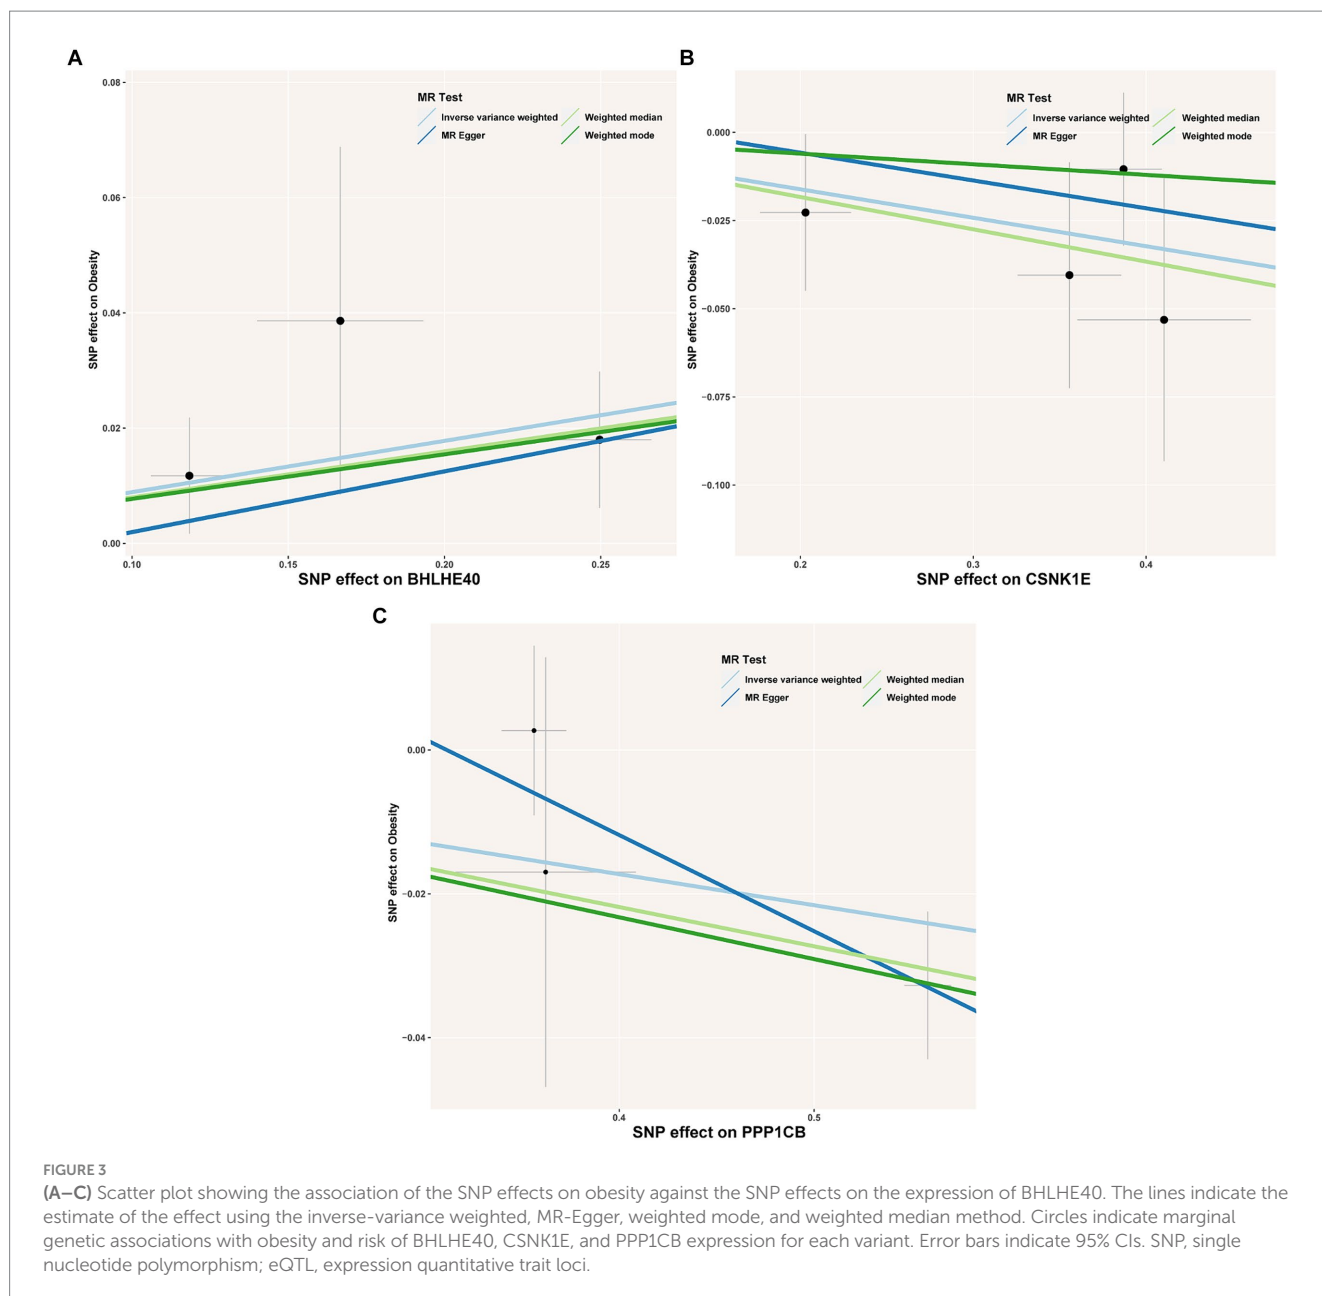 A
MR Test
Inverse variance weighted
Weighted median
MR Egger
Weighted mode
SNP effect on Obesity
0.08
0.06
0.04
0.02
0.00
0.10
0.15
0.20
0.25
SNP effect on BHLHE40
B
MR Test
Inverse variance weighted
Weighted median
MR Egger
Weighted mode
SNP effect on Obesity
0.000
−0.025
−0.050
−0.075
−0.100
0.2
0.3
0.4
SNP effect on CSNK1E
C
MR Test
Inverse variance weighted
Weighted median
MR Egger
Weighted mode
SNP effect on Obesity
0.00
−0.02
−0.04
0.4
0.5
SNP effect on PPP1CB
FIGURE 3
(A–C) Scatter plot showing the association of the SNP effects on obesity against the SNP effects on the expression of BHLHE40. The lines indicate the
estimate of the effect using the inverse-variance weighted, MR-Egger, weighted mode, and weighted median method. Circles indicate marginal
genetic associations with obesity and risk of BHLHE40, CSNK1E, and PPP1CB expression for each variant. Error bars indicate 95% CIs. SNP, single
nucleotide polymorphism; eQTL, expression quantitative trait loci.